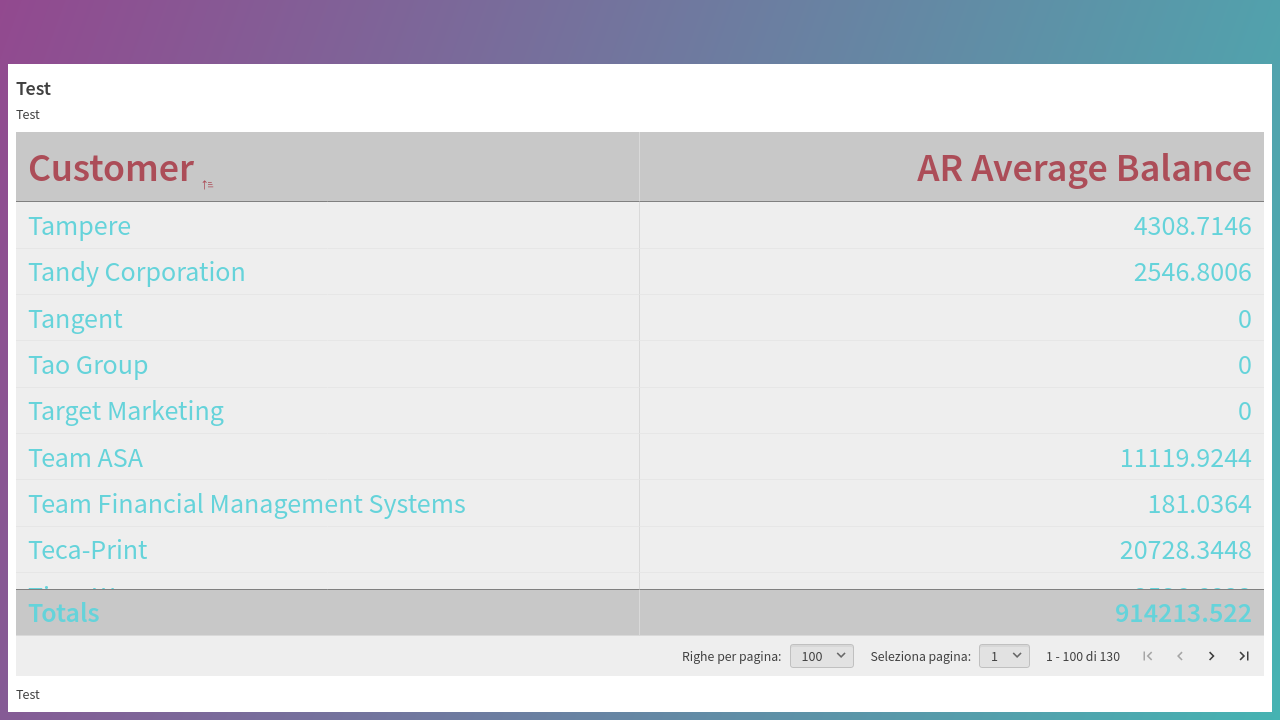 Test
Test
Customer AR Average Balance
Tampere 4308.7146
Tandy Corporation 2546.8006
Tangent 0
Tao Group 0
Target Marketing 0
Team ASA 11119.9244
Team Financial Management Systems 181.0364
Teca-Print 20728.3448
Totals 914213.522
Righe per pagina: 100 Seleziona pagina: 1 1 - 100 di 130
Test